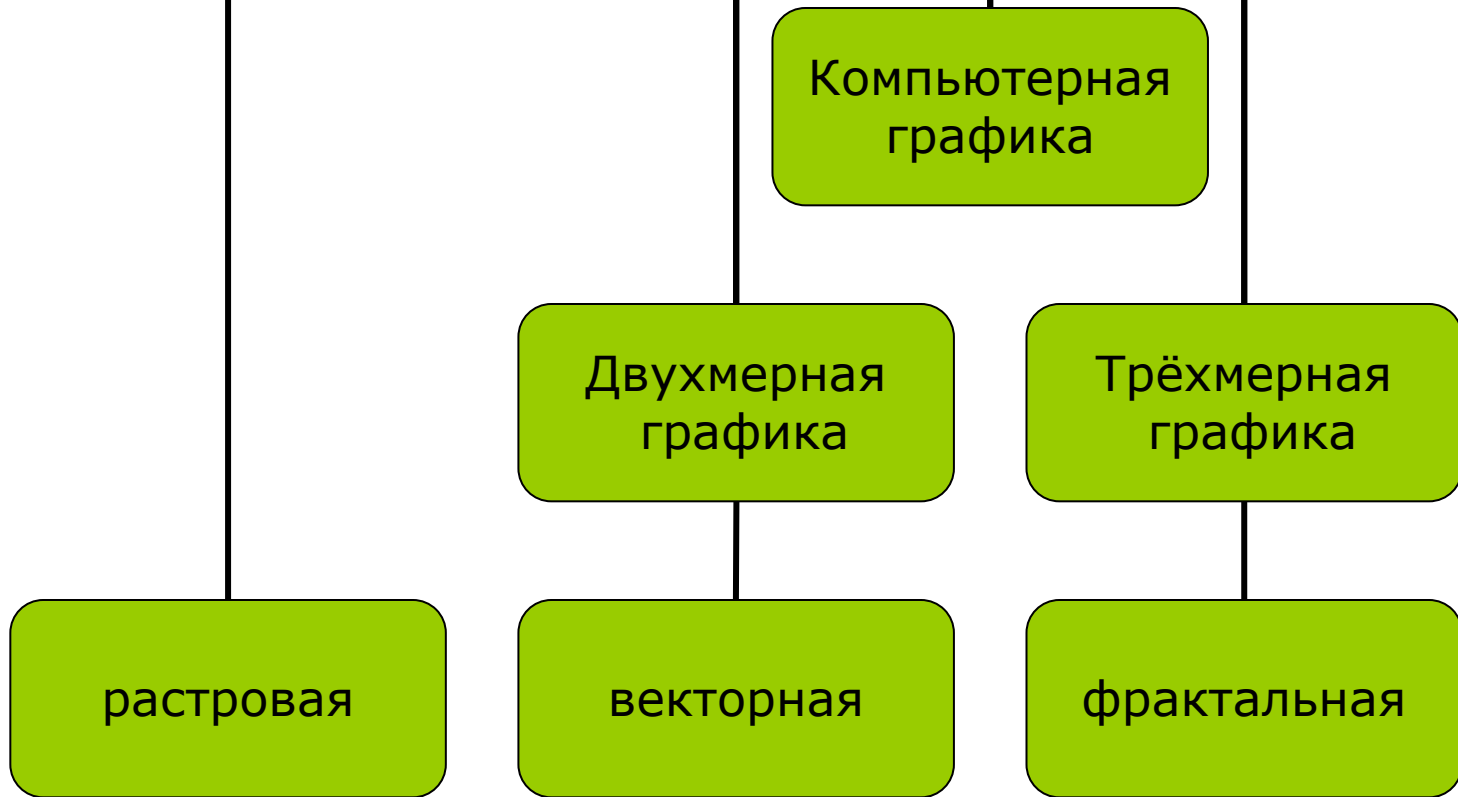 Компьютерная
графика
Двухмерная
графика
Трёхмерная
графика
растровая
векторная
фрактальная